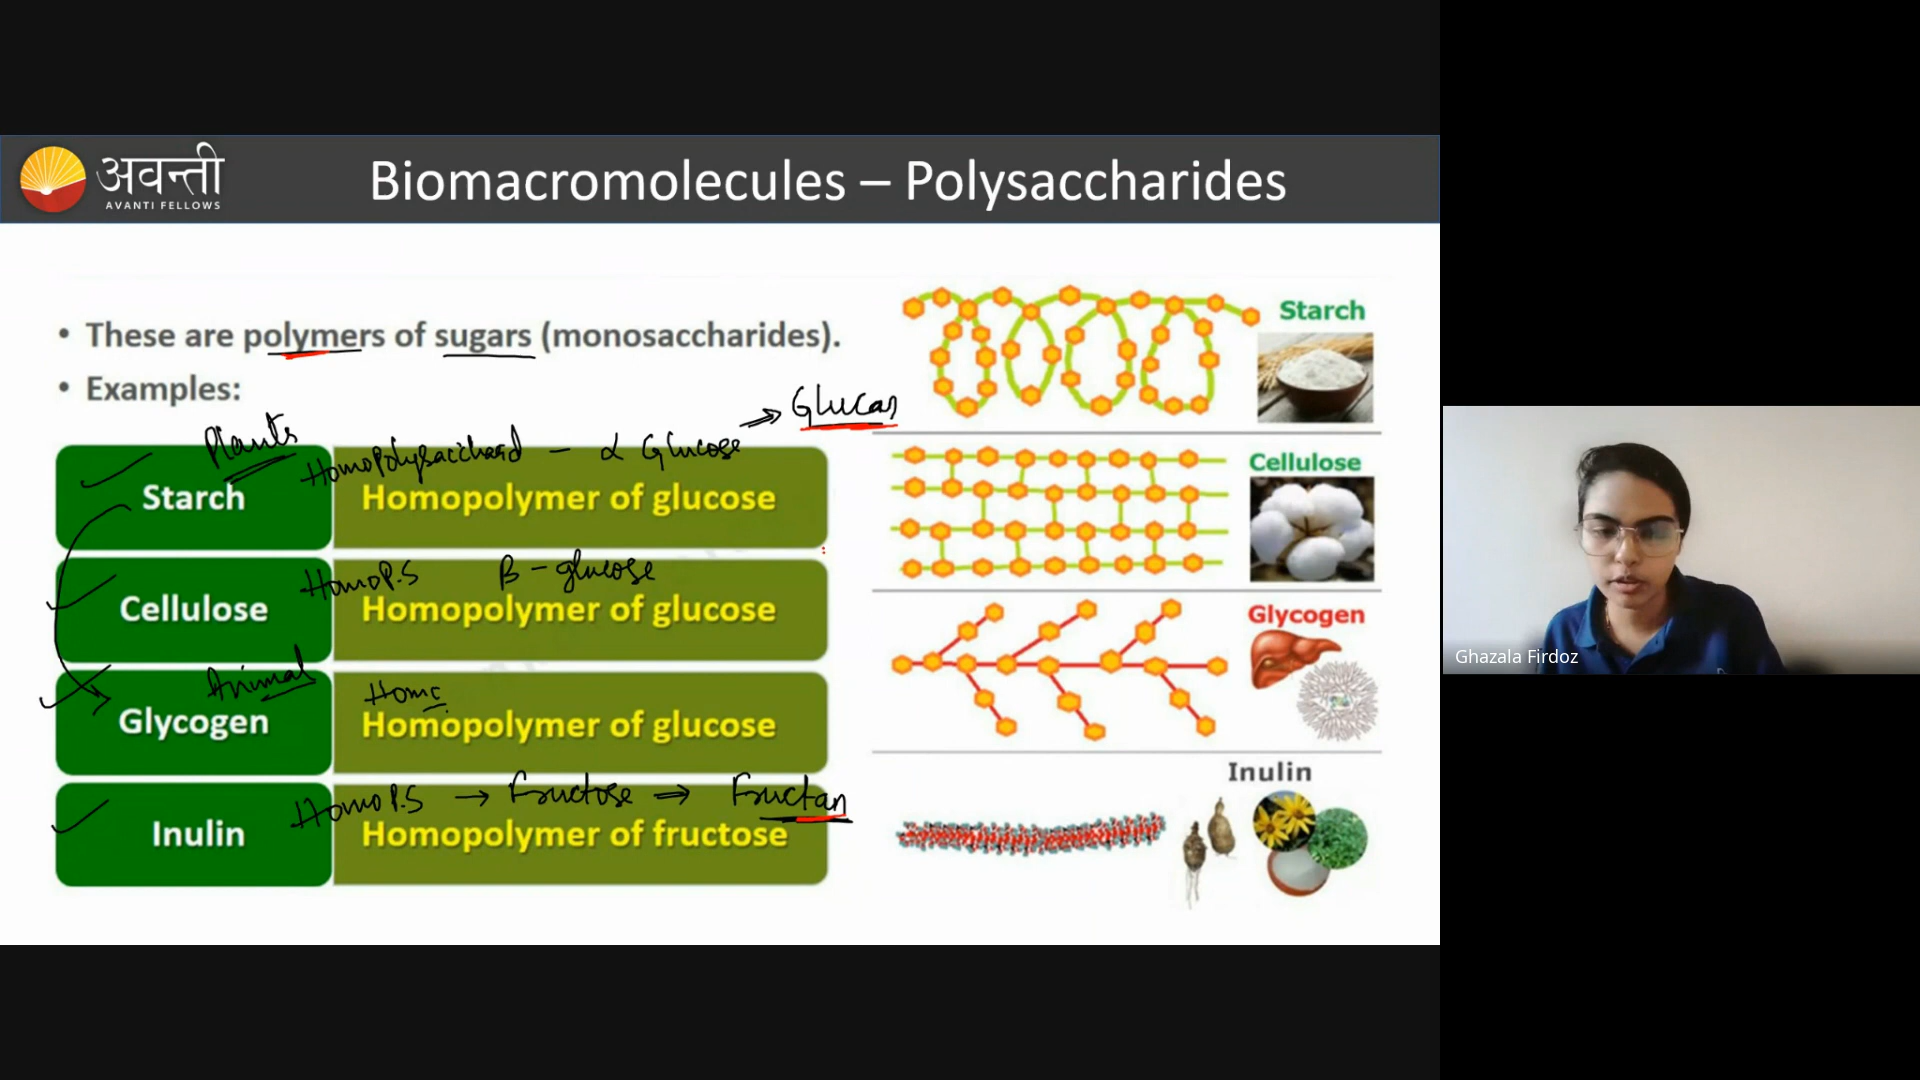 अवन्ती
AVANTI FELLOWS
Biomacromolecules – Polysaccharides
• These are polymers of sugars (monosaccharides).
• Examples:
Glucan
Plants
Homopolysacchard - α Glucose
Starch
Homopolymer of glucose
HomoP.S β - glucose
Cellulose
Homopolymer of glucose
Animal
Homo
Glycogen
Homopolymer of glucose
HomoP.S → Fructose ⇒ Fructan
Inulin
Homopolymer of fructose
Starch
Cellulose
Glycogen
Inulin
Ghazala Firdoz